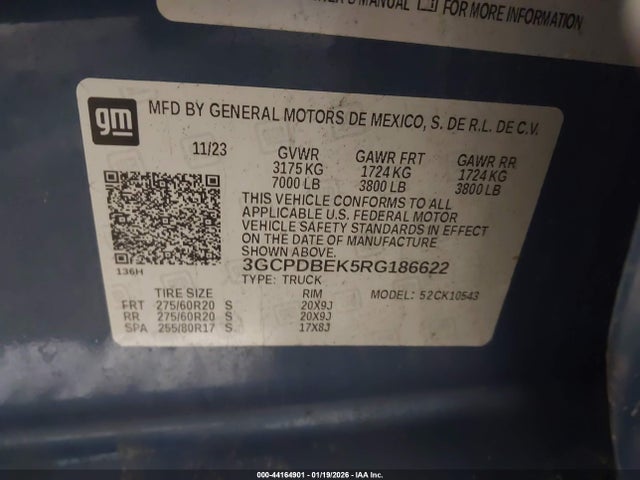 'S MANUAL FOR MORE INFORMATION
gm
MFD BY GENERAL MOTORS DE MEXICO, S. DE R.L. DE C.V.
11/23 GVWR GAWR FRT GAWR RR
3175 KG 1724 KG 1724 KG
7000 LB 3800 LB 3800 LB
THIS VEHICLE CONFORMS TO ALL
APPLICABLE U.S. FEDERAL MOTOR
VEHICLE SAFETY STANDARDS IN EFFECT
ON THE DATE OF MANUFACTURE
SHOWN ABOVE.
3GCPDBEK5RG186622
136H
TYPE: TRUCK MODEL: 52CK10543
TIRE SIZE RIM
FRT 275/60R20 S 20X9J
RR 275/60R20 S 20X9J
SPA 255/80R17 S 17X8J
000-44164901 - 01/19/2026 - IAA Inc.